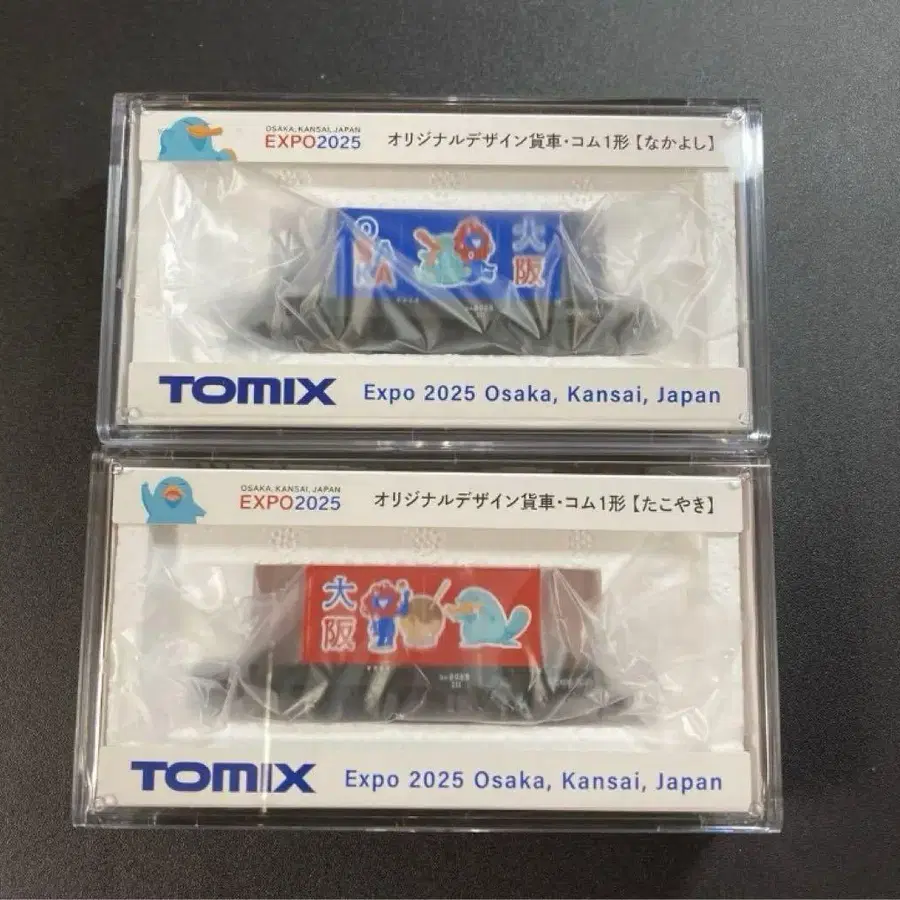 OSAKA, KANSAI, JAPAN
EXPO2025
オリジナルデザイン貨車・コム1形【なかよし】
大
阪
TOMIX Expo 2025 Osaka, Kansai, Japan
OSAKA, KANSAI, JAPAN
EXPO2025
オリジナルデザイン貨車・コム1形【たこやき】
大
阪
TOMIX Expo 2025 Osaka, Kansai, Japan